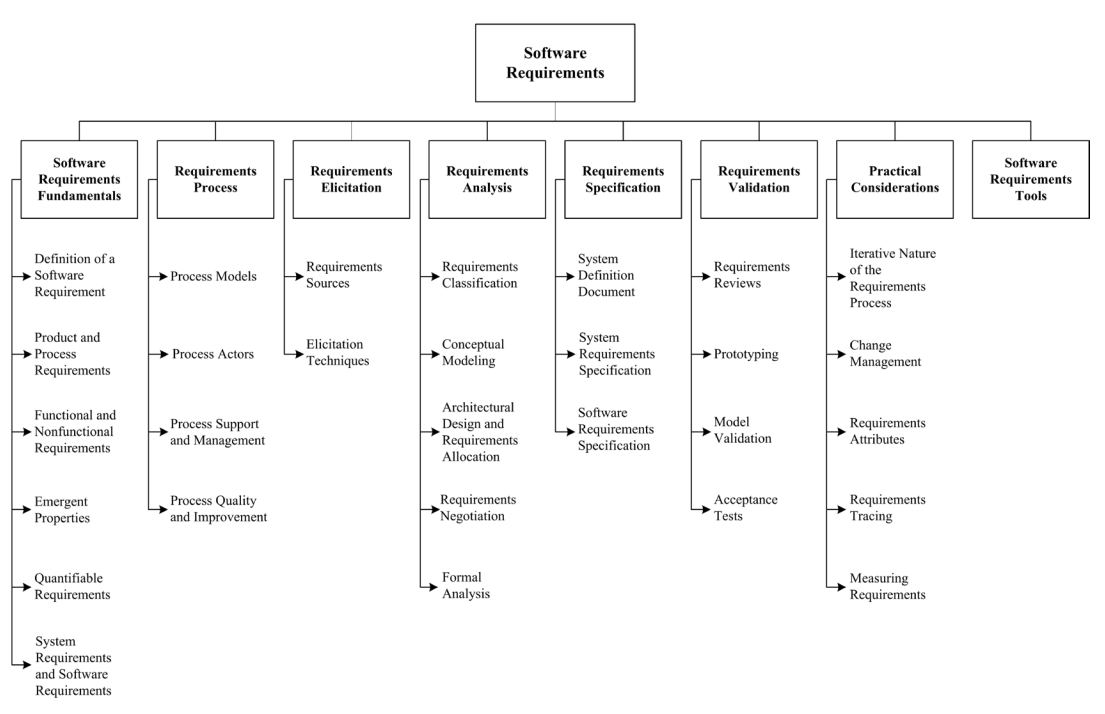 Software
Requirements
Software
Requirements
Fundamentals
Requirements
Process
Requirements
Elicitation
Requirements
Analysis
Requirements
Specification
Requirements
Validation
Practical
Considerations
Software
Requirements
Tools
Definition of a
Software
Requirement
Product and
Process
Requirements
Functional and
Nonfunctional
Requirements
Emergent
Properties
Quantifiable
Requirements
System
Requirements
and Software
Requirements
Process Models
Process Actors
Process Support
and Management
Process Quality
and Improvement
Requirements
Sources
Elicitation
Techniques
Requirements
Classification
Conceptual
Modeling
Architectural
Design and
Requirements
Allocation
Requirements
Negotiation
Formal
Analysis
System
Definition
Document
System
Requirements
Specification
Software
Requirements
Specification
Requirements
Reviews
Prototyping
Model
Validation
Acceptance
Tests
Iterative Nature
of the
Requirements
Process
Change
Management
Requirements
Attributes
Requirements
Tracing
Measuring
Requirements